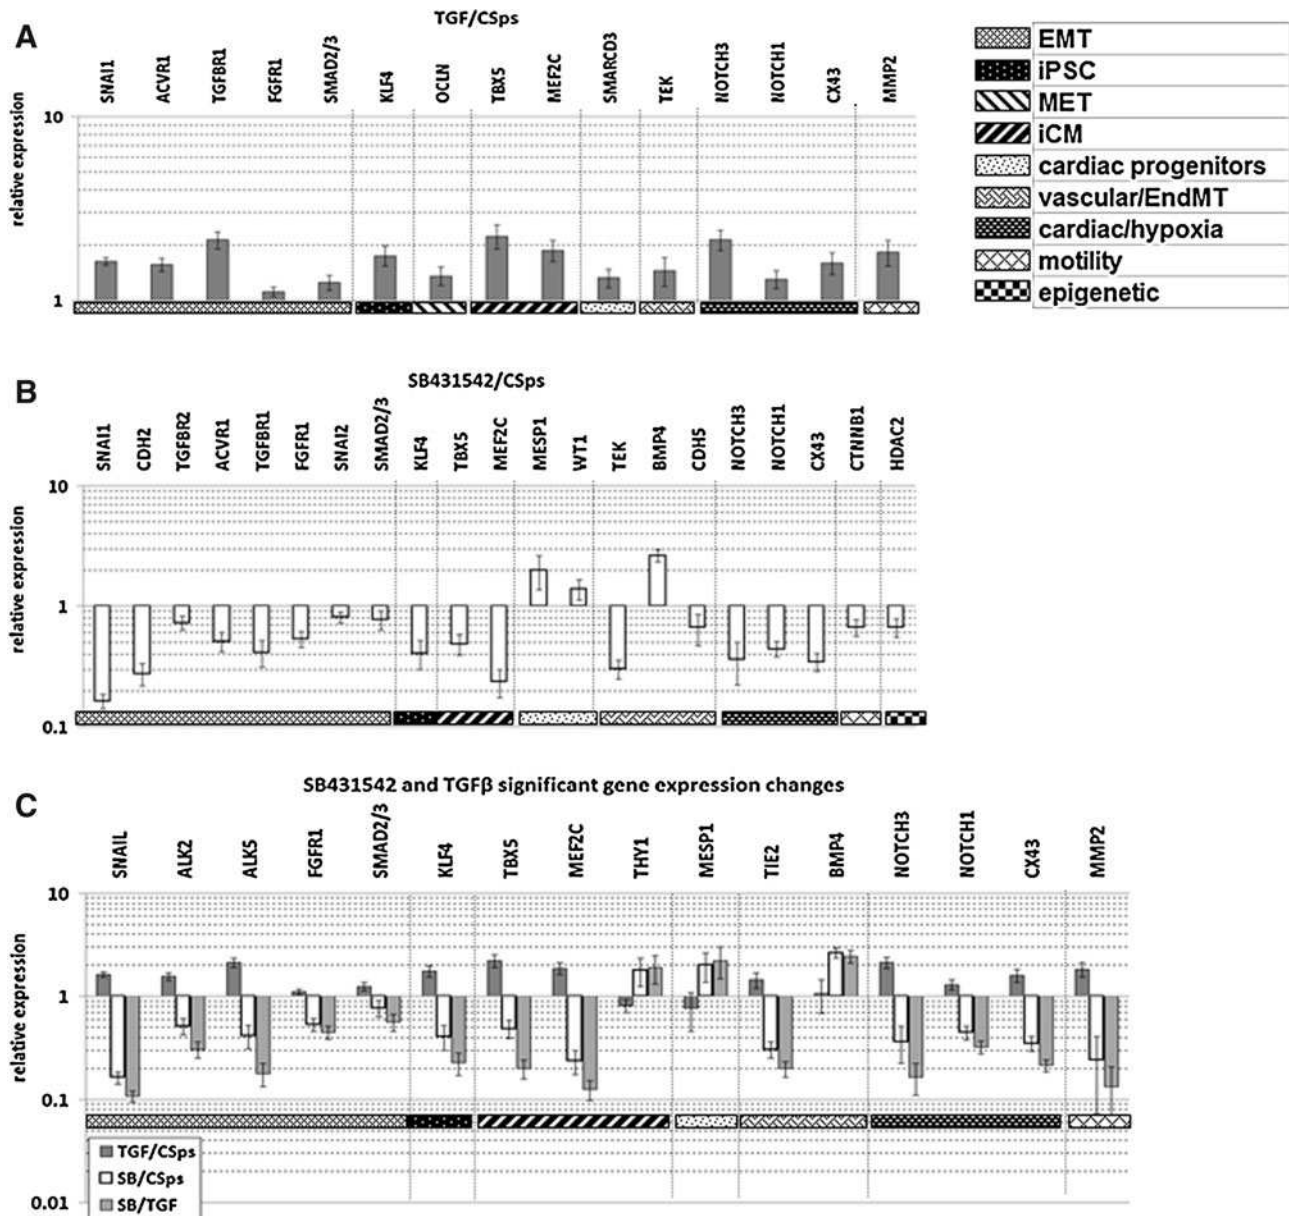 A
TGF/CSps
SNAI1 ACVR1 TGFBR1 FGFR1 SMAD2/3 KLF4 OCLN TBX5 MEF2C SMARCD3 TEK NOTCH3 NOTCH1 CX43 MMP2
relative expression
10
1
EMT
iPSC
MET
iCM
cardiac progenitors
vascular/EndMT
cardiac/hypoxia
motility
epigenetic
B
SB431542/CSps
SNAI1 CDH2 TGFBR2 ACVR1 TGFBR1 FGFR1 SNAI2 SMAD2/3 KLF4 TBX5 MEF2C MESP1 WT1 TEK BMP4 CDH5 NOTCH3 NOTCH1 CX43 CTNNB1 HDAC2
relative expression
10
1
0.1
C
SB431542 and TGFβ significant gene expression changes
SNAIL ALK2 ALK5 FGFR1 SMAD2/3 KLF4 TBX5 MEF2C THY1 MESP1 TIE2 BMP4 NOTCH3 NOTCH1 CX43 MMP2
relative expression
10
1
0.1
0.01
TGF/CSps
SB/CSps
SB/TGF